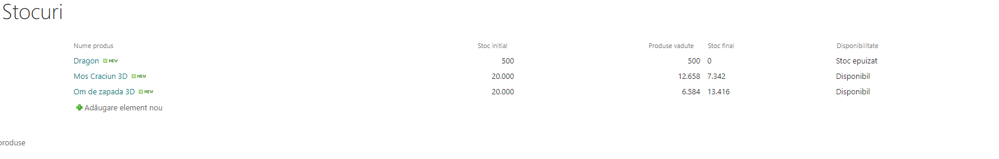 Stocuri
Nume produs Stoc initial Produse vadute Stoc final Disponibilitate
Dragon NEW 500 500 0 Stoc epuizat
Mos Craciun 3D NEW 20.000 12.658 7.342 Disponibil
Om de zapada 3D NEW 20.000 6.584 13.416 Disponibil
Adăugare element nou
produse